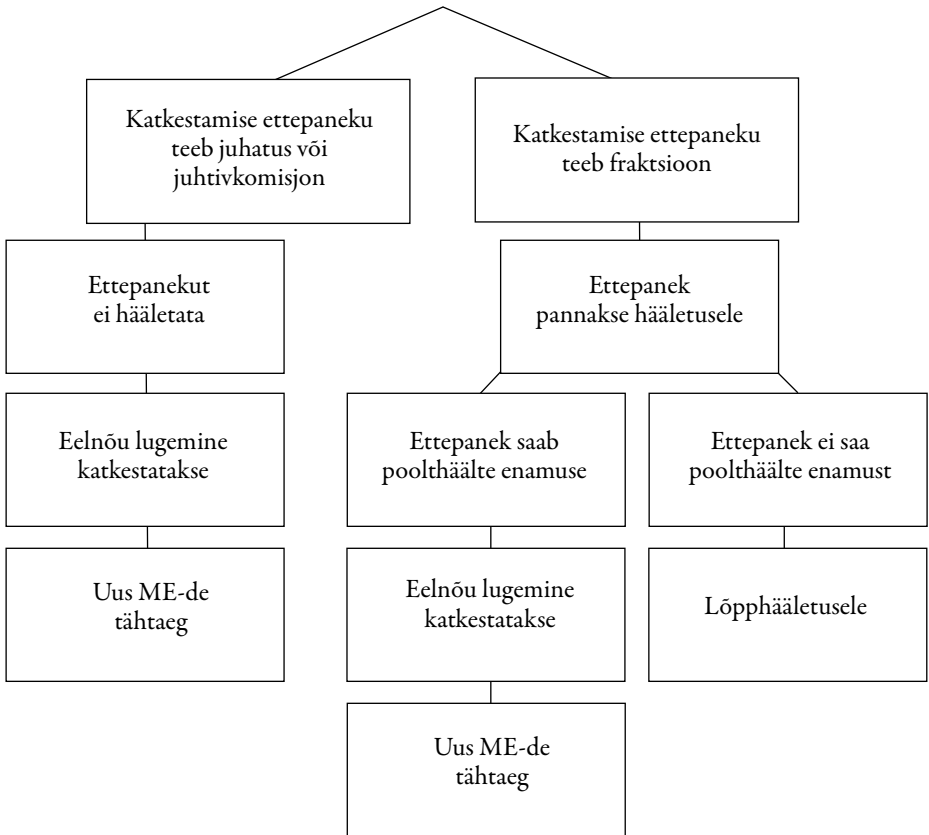 Katkestamise ettepaneku
teeb juhatus või
juhtivkomisjon
Katkestamise ettepaneku
teeb fraktsioon
Ettepanekut
ei hääletata
Ettepanek
pannakse hääletusele
Eelnõu lugemine
katkestatakse
Ettepanek saab
poolthäälte enamuse
Ettepanek ei saa
poolthäälte enamust
Uus ME-de
tähtaeg
Eelnõu lugemine
katkestatakse
Lõpphääletusele
Uus ME-de
tähtaeg